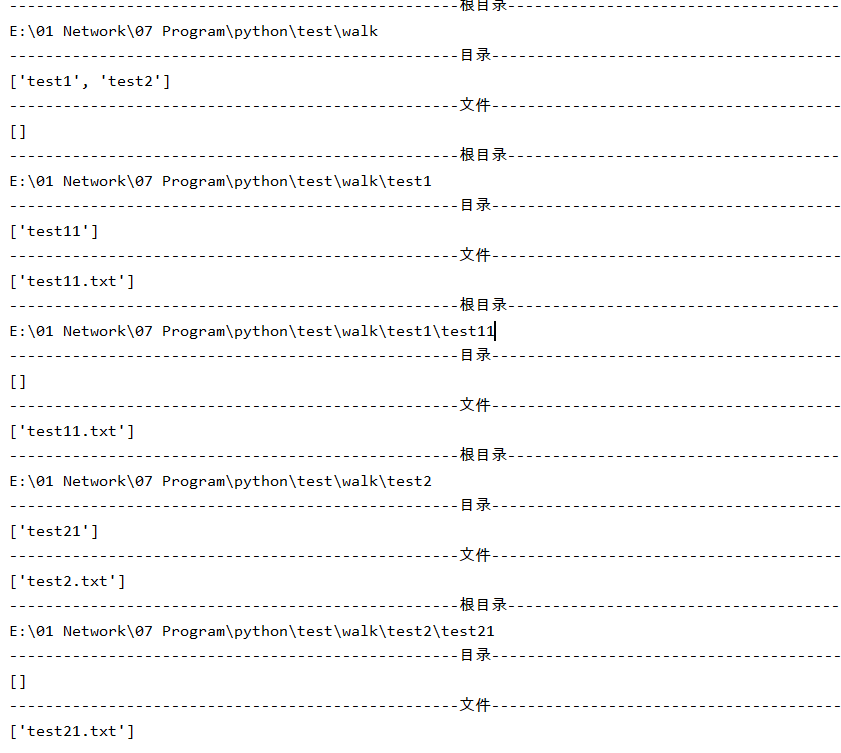 --------------------------------------------------根目录-------------------------------------
E:\01 Network\07 Program\python\test\walk
--------------------------------------------------目录---------------------------------------
['test1', 'test2']
--------------------------------------------------文件---------------------------------------
[]
--------------------------------------------------根目录-------------------------------------
E:\01 Network\07 Program\python\test\walk\test1
--------------------------------------------------目录---------------------------------------
['test11']
--------------------------------------------------文件---------------------------------------
['test11.txt']
--------------------------------------------------根目录-------------------------------------
E:\01 Network\07 Program\python\test\walk\test1\test11
--------------------------------------------------目录---------------------------------------
[]
--------------------------------------------------文件---------------------------------------
['test11.txt']
--------------------------------------------------根目录-------------------------------------
E:\01 Network\07 Program\python\test\walk\test2
--------------------------------------------------目录---------------------------------------
['test21']
--------------------------------------------------文件---------------------------------------
['test2.txt']
--------------------------------------------------根目录-------------------------------------
E:\01 Network\07 Program\python\test\walk\test2\test21
--------------------------------------------------目录---------------------------------------
[]
--------------------------------------------------文件---------------------------------------
['test21.txt']